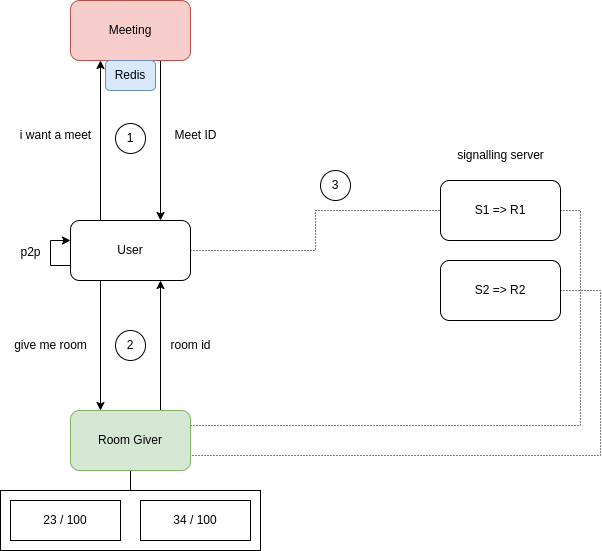 Meeting
Redis
i want a meet
1
Meet ID
signalling server
3
S1 => R1
User
p2p
S2 => R2
give me room
2
room id
Room Giver
23 / 100
34 / 100